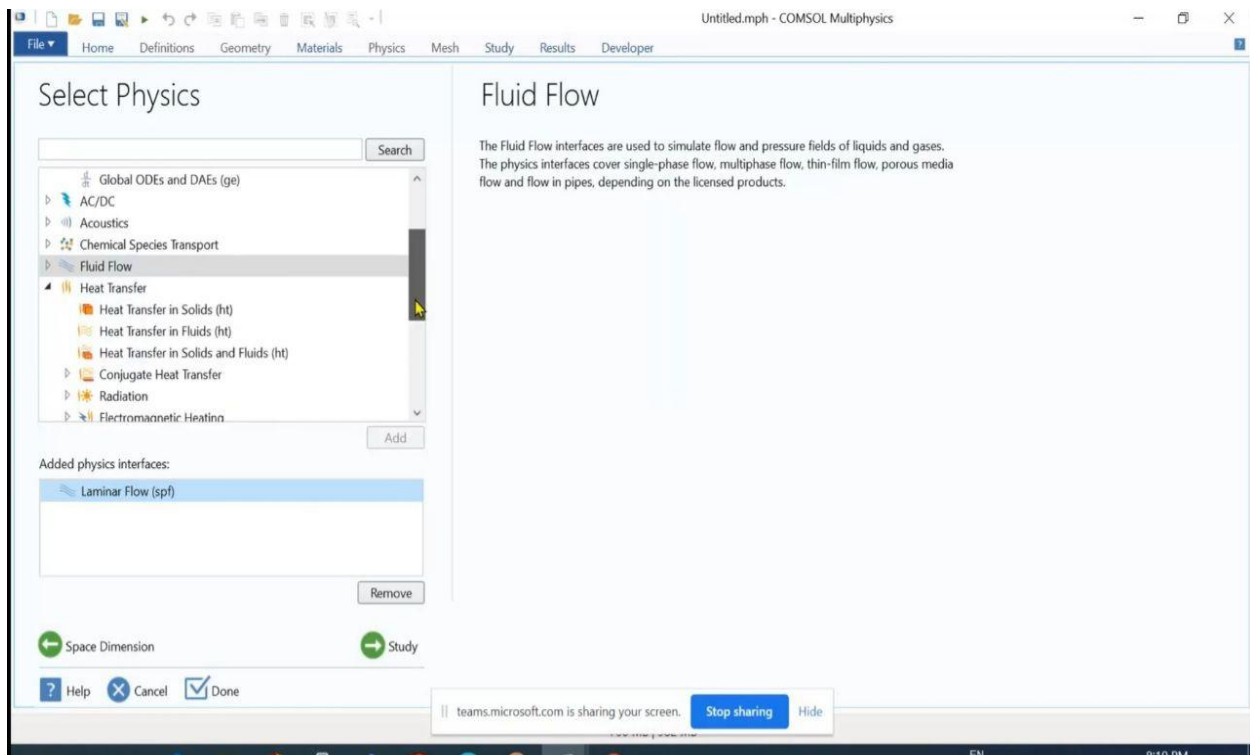 Untitled.mph - COMSOL Multiphysics
File Home Definitions Geometry Materials Physics Mesh Study Results Developer
Select Physics
Search
Global ODEs and DAEs (ge)
AC/DC
Acoustics
Chemical Species Transport
Fluid Flow
Heat Transfer
Heat Transfer in Solids (ht)
Heat Transfer in Fluids (ht)
Heat Transfer in Solids and Fluids (ht)
Conjugate Heat Transfer
Radiation
Electromagnetic Heating
Add
Added physics interfaces:
Laminar Flow (spf)
Remove
Space Dimension
Study
? Help Cancel Done
Fluid Flow
The Fluid Flow interfaces are used to simulate flow and pressure fields of liquids and gases.
The physics interfaces cover single-phase flow, multiphase flow, thin-film flow, porous media
flow and flow in pipes, depending on the licensed products.
teams.microsoft.com is sharing your screen. Stop sharing Hide
EN